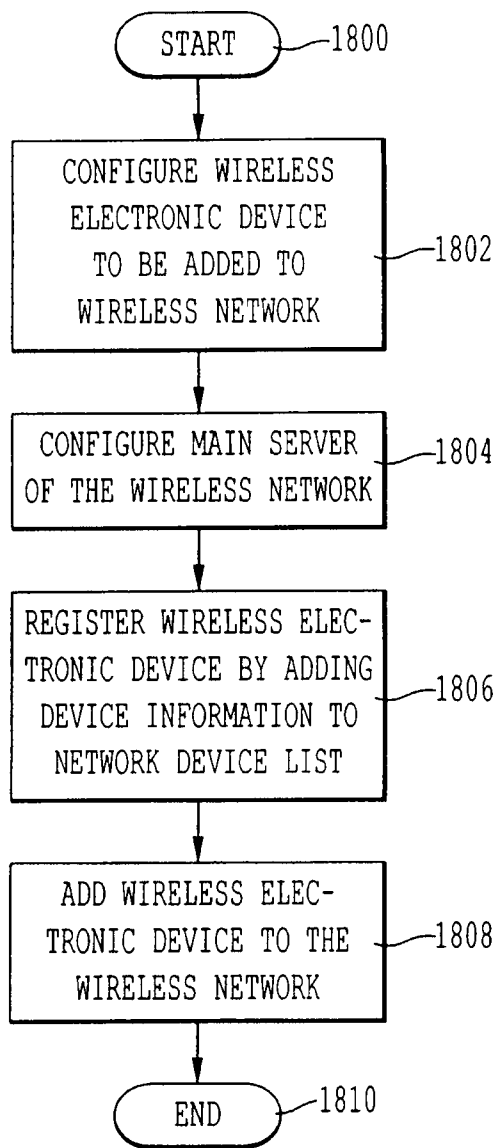 START
1800
CONFIGURE WIRELESS
ELECTRONIC DEVICE
TO BE ADDED TO
WIRELESS NETWORK
1802
CONFIGURE MAIN SERVER
OF THE WIRELESS NETWORK
1804
REGISTER WIRELESS ELEC-
TRONIC DEVICE BY ADDING
DEVICE INFORMATION TO
NETWORK DEVICE LIST
1806
ADD WIRELESS ELEC-
TRONIC DEVICE TO THE
WIRELESS NETWORK
1808
END
1810